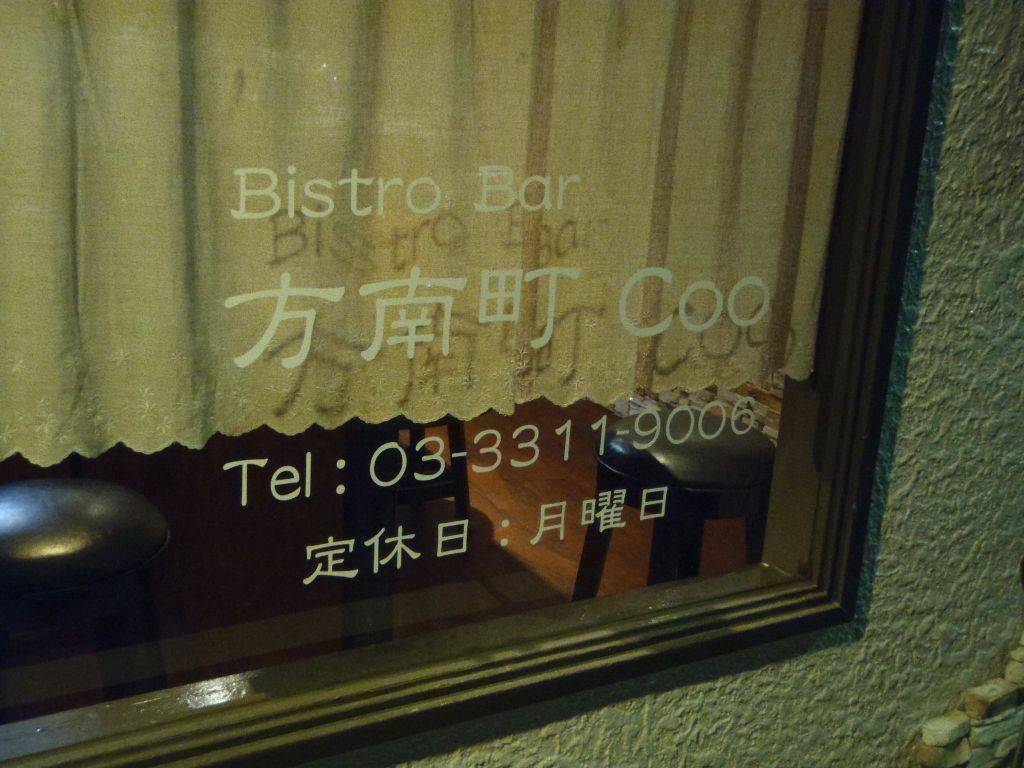 Bistro Bar
方南町 Coo
Tel : 03-3311-9006
定休日 : 月曜日